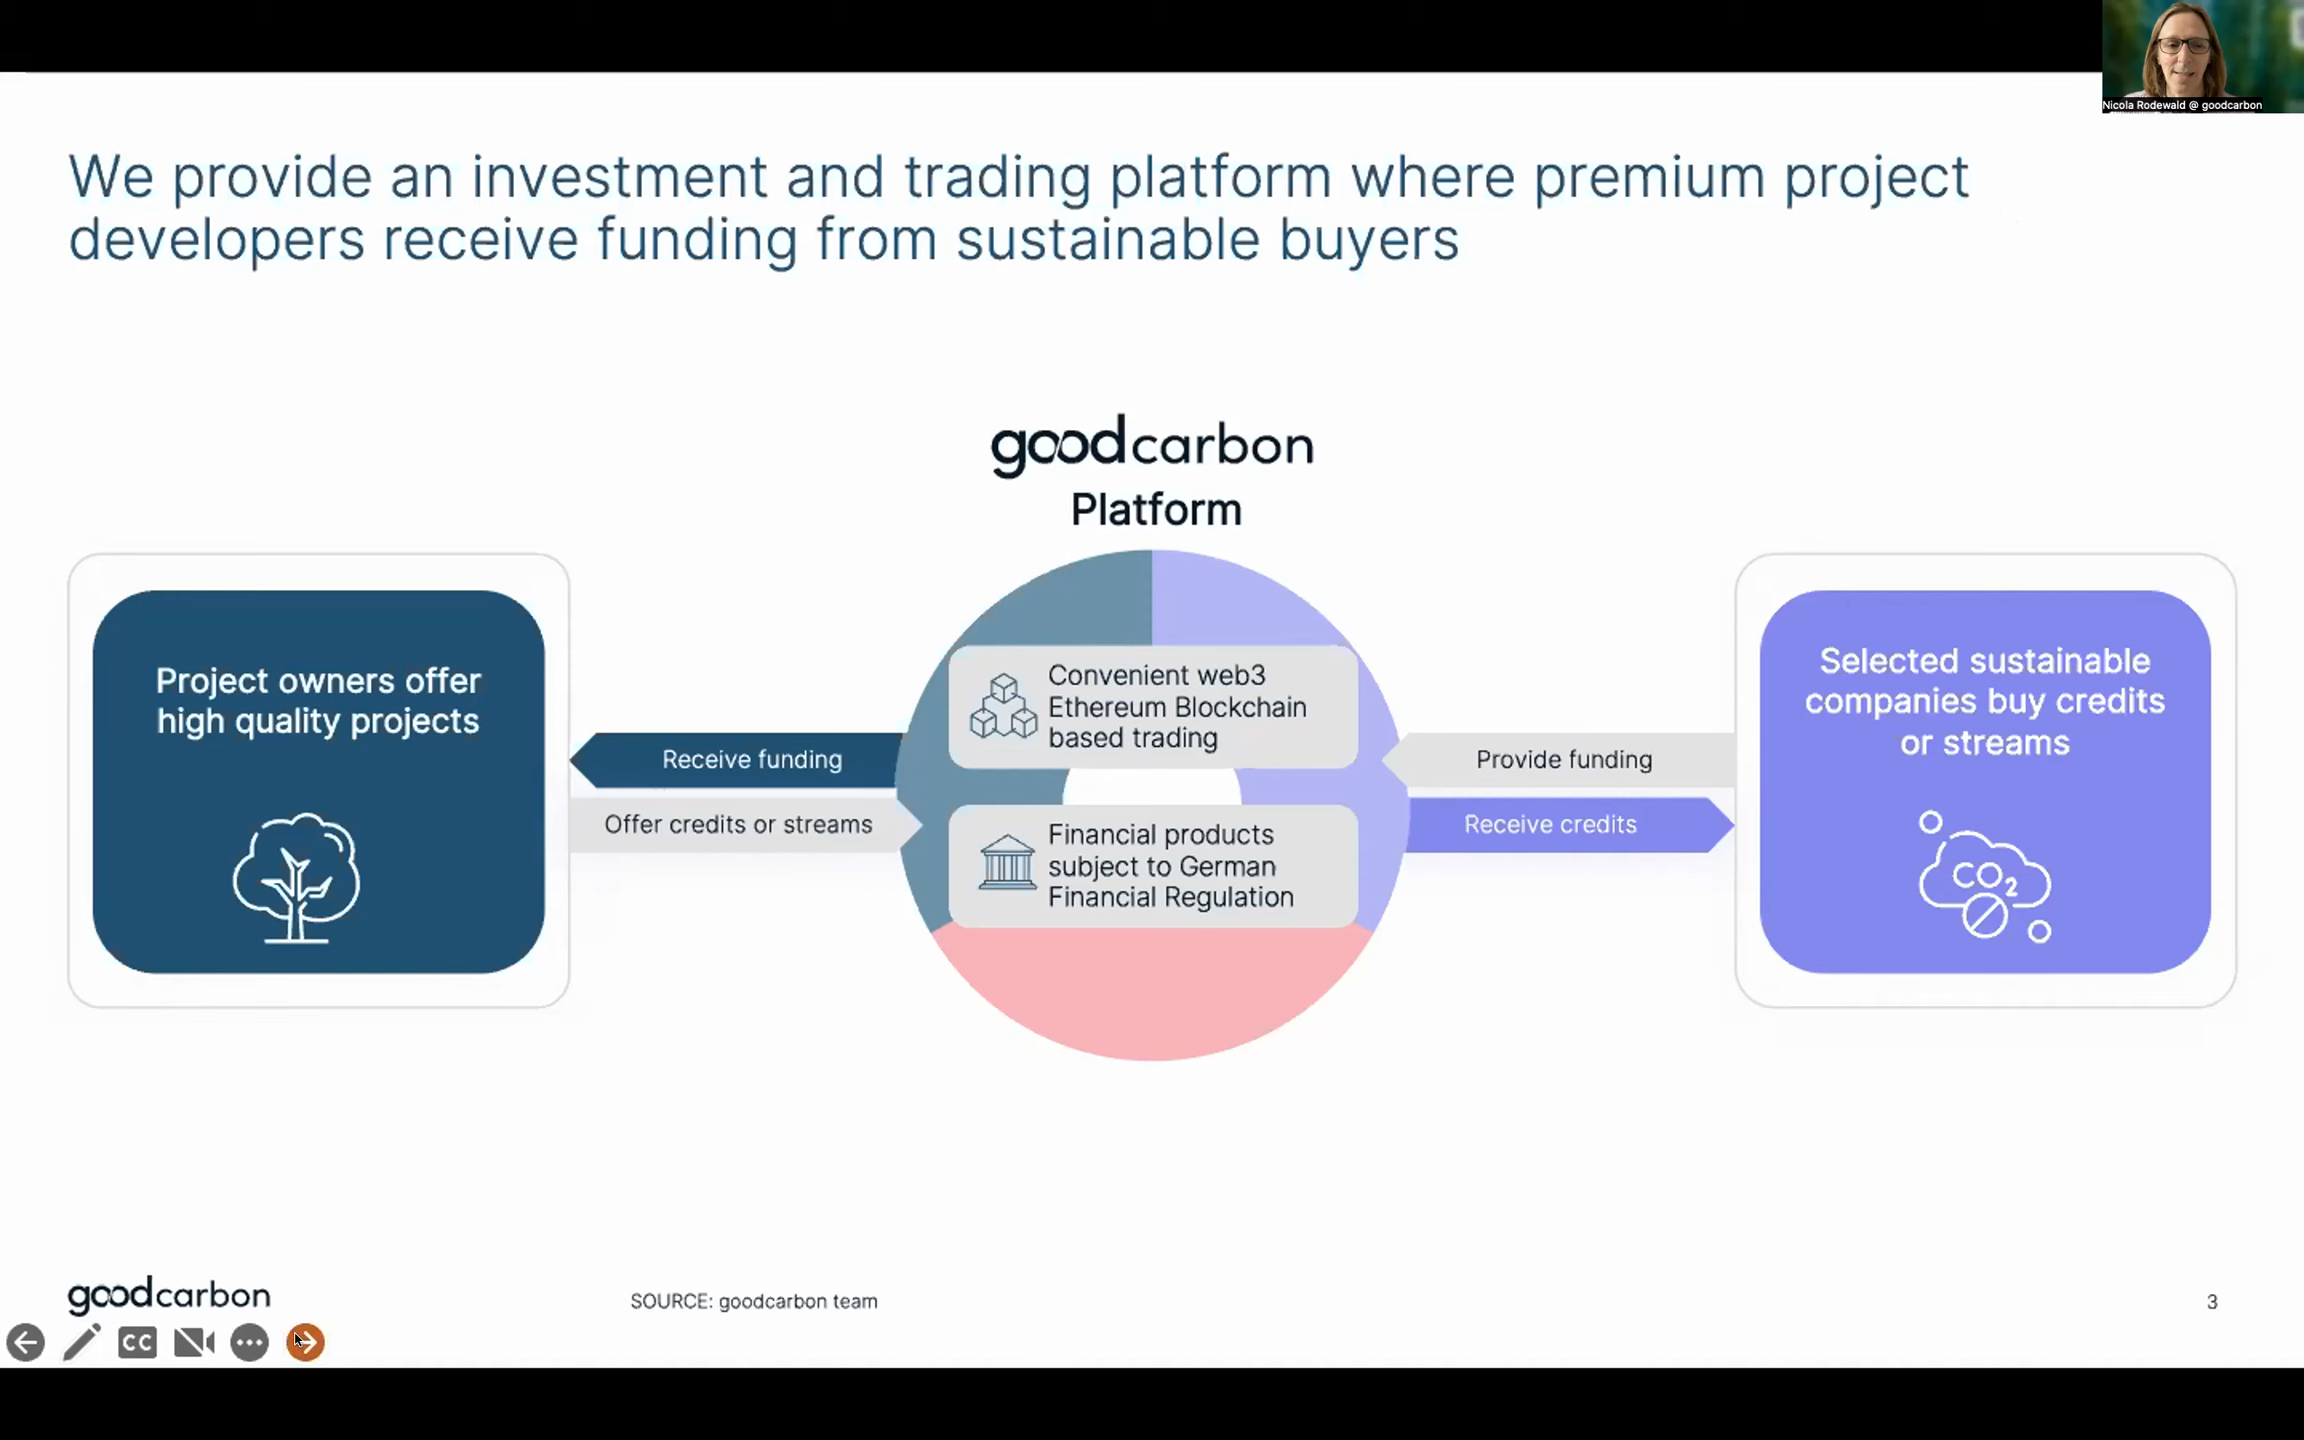 Nicola Rodewald @ goodcarbon
We provide an investment and trading platform where premium project
developers receive funding from sustainable buyers
goodcarbon
Platform
Project owners offer
high quality projects
Receive funding
Offer credits or streams
Convenient web3
Ethereum Blockchain
based trading
Financial products
subject to German
Financial Regulation
Provide funding
Receive credits
Selected sustainable
companies buy credits
or streams
CO2
goodcarbon
SOURCE: goodcarbon team
3
CC